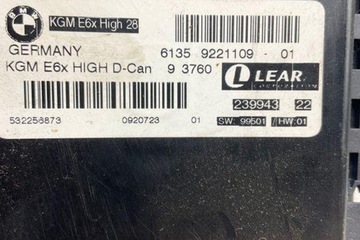 BMW
KGM E6x High 28
GERMANY 6135 9221109 - 01
KGM E6x HIGH D-Can 9 3760
LEAR
CORPORATION
239943 22
532256873 0920723 01 SW: 99501 / HW: 01